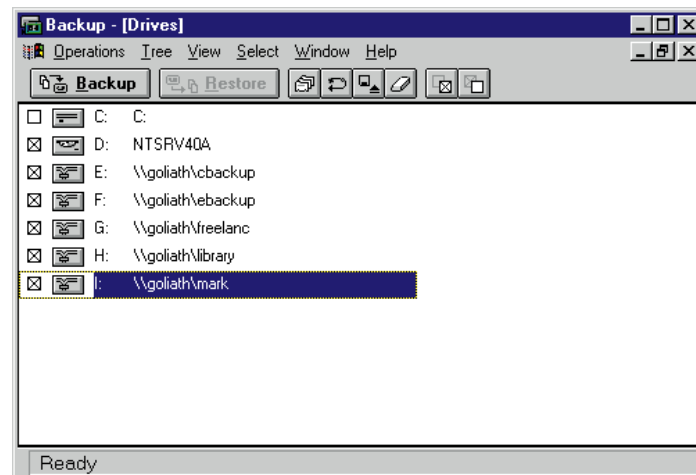 Backup - [Drives]
Operations Tree View Select Window Help
Backup Restore
C: C:
D: NTSRV40A
E: \\goliath\cbackup
F: \\goliath\ebackup
G: \\goliath\freelanc
H: \\goliath\library
I: \\goliath\mark
Ready